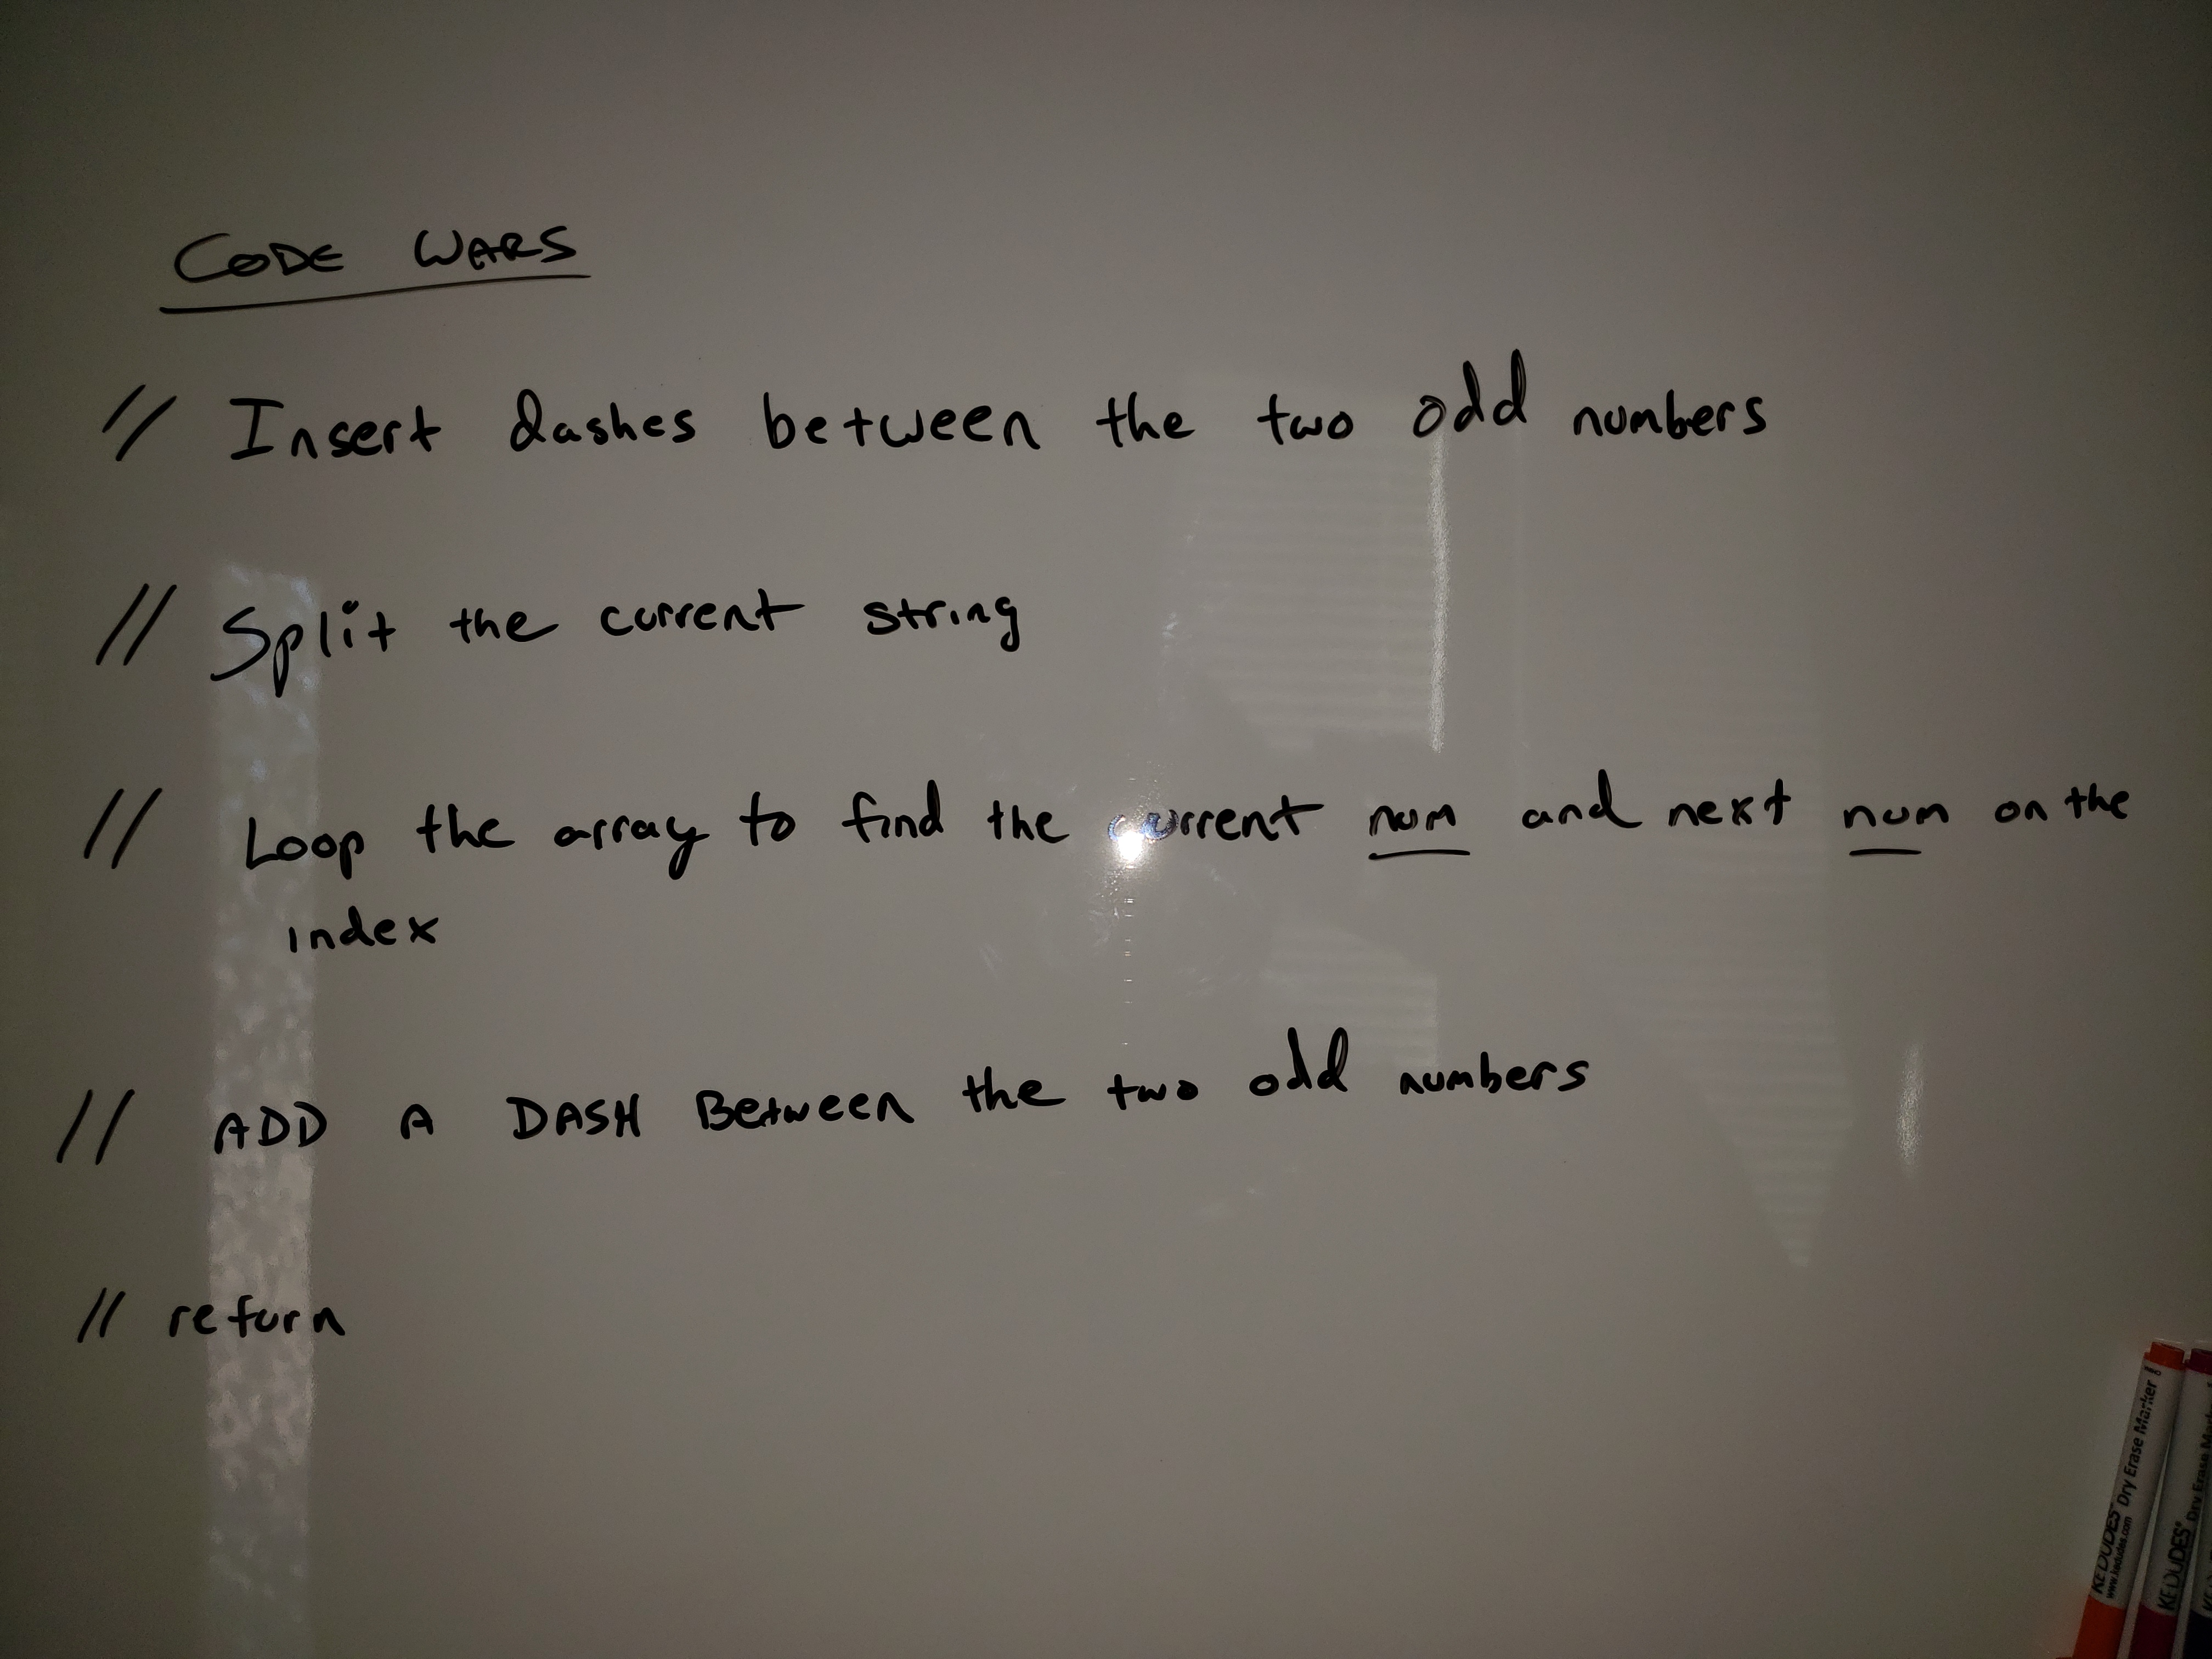 CODE WARS
// Insert dashes between the two odd numbers
// Split the current string
// Loop the array to find the current num and next num on the
index
// ADD A DASH Between the two odd numbers
// return
KEDUDES® Dry Erase Marker
www.kedudes.com
KEDUDES® Dry Erase